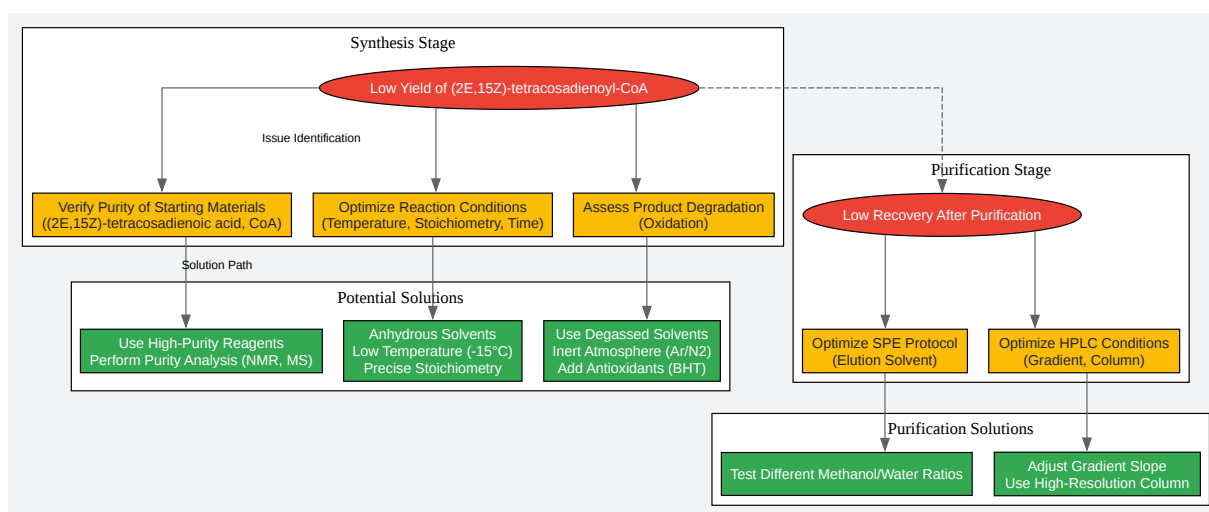 Synthesis Stage
Low Yield of (2E,15Z)-tetracosadienoyl-CoA
Issue Identification
Verify Purity of Starting Materials
((2E,15Z)-tetracosadienoic acid, CoA)
Optimize Reaction Conditions
(Temperature, Stoichiometry, Time)
Assess Product Degradation
(Oxidation)
Solution Path
Potential Solutions
Use High-Purity Reagents
Perform Purity Analysis (NMR, MS)
Anhydrous Solvents
Low Temperature (-15°C)
Precise Stoichiometry
Use Degassed Solvents
Inert Atmosphere (Ar/N2)
Add Antioxidants (BHT)
Purification Stage
Low Recovery After Purification
Optimize SPE Protocol
(Elution Solvent)
Optimize HPLC Conditions
(Gradient, Column)
Purification Solutions
Test Different Methanol/Water Ratios
Adjust Gradient Slope
Use High-Resolution Column